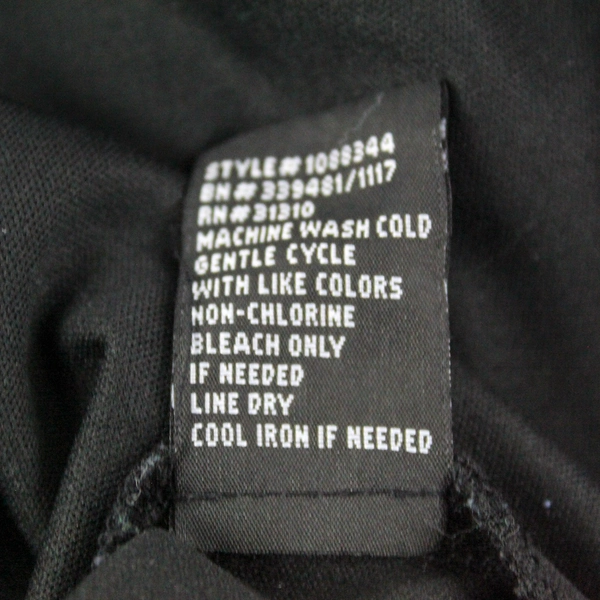 STYLE# 1088344
BN# 339481/1117
RN# 31310
MACHINE WASH COLD
GENTLE CYCLE
WITH LIKE COLORS
NON-CHLORINE
BLEACH ONLY
IF NEEDED
LINE DRY
COOL IRON IF NEEDED